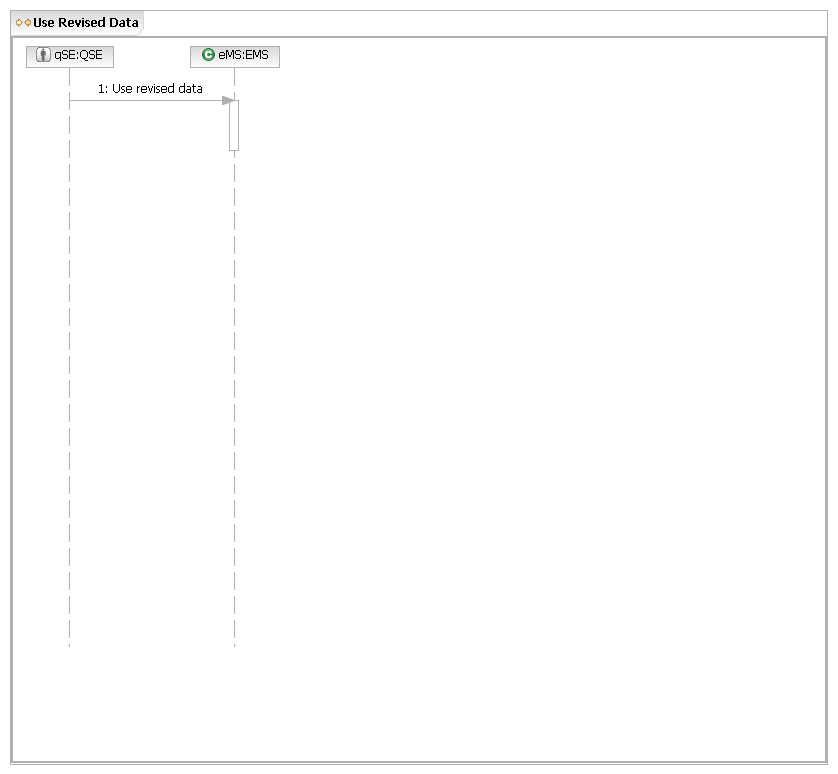 Use Revised Data
qSE:QSE
C eMS:EMS
1: Use revised data